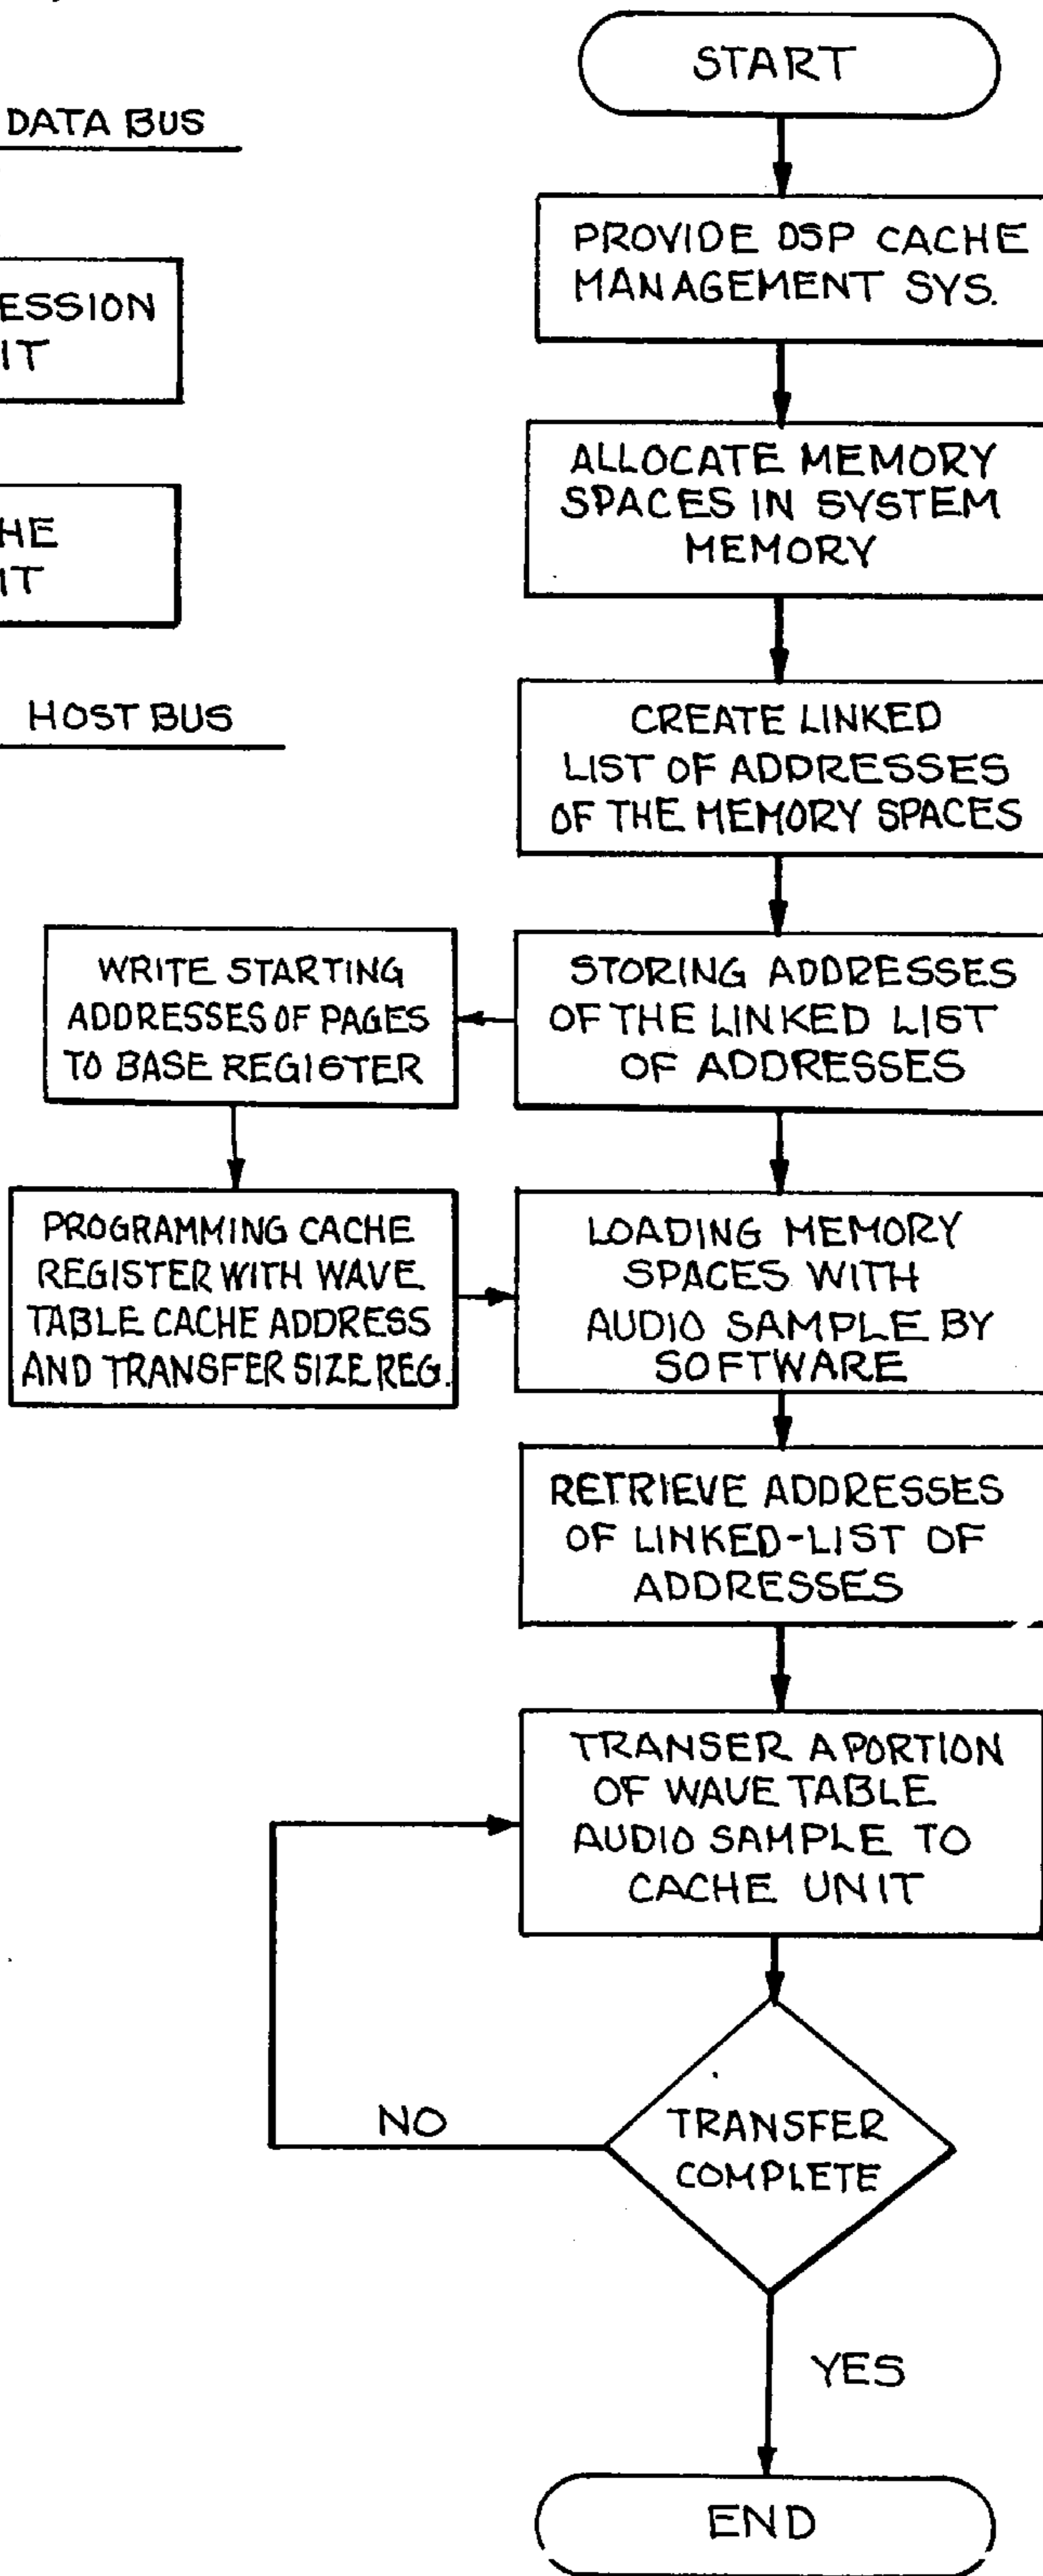 DATA BUS
ESSION
IT
HE
IT
HOST BUS
START
PROVIDE DSP CACHE
MANAGEMENT SYS.
ALLOCATE MEMORY
SPACES IN SYSTEM
MEMORY
CREATE LINKED
LIST OF ADDRESSES
OF THE MEMORY SPACES
STORING ADDRESSES
OF THE LINKED LIST
OF ADDRESSES
WRITE STARTING
ADDRESSES OF PAGES
TO BASE REGISTER
PROGRAMMING CACHE
REGISTER WITH WAVE
TABLE CACHE ADDRESS
AND TRANSFER SIZE REG.
LOADING MEMORY
SPACES WITH
AUDIO SAMPLE BY
SOFTWARE
RETRIEVE ADDRESSES
OF LINKED-LIST OF
ADDRESSES
TRANSER A PORTION
OF WAVE TABLE
AUDIO SAMPLE TO
CACHE UNIT
NO
TRANSFER
COMPLETE
YES
END